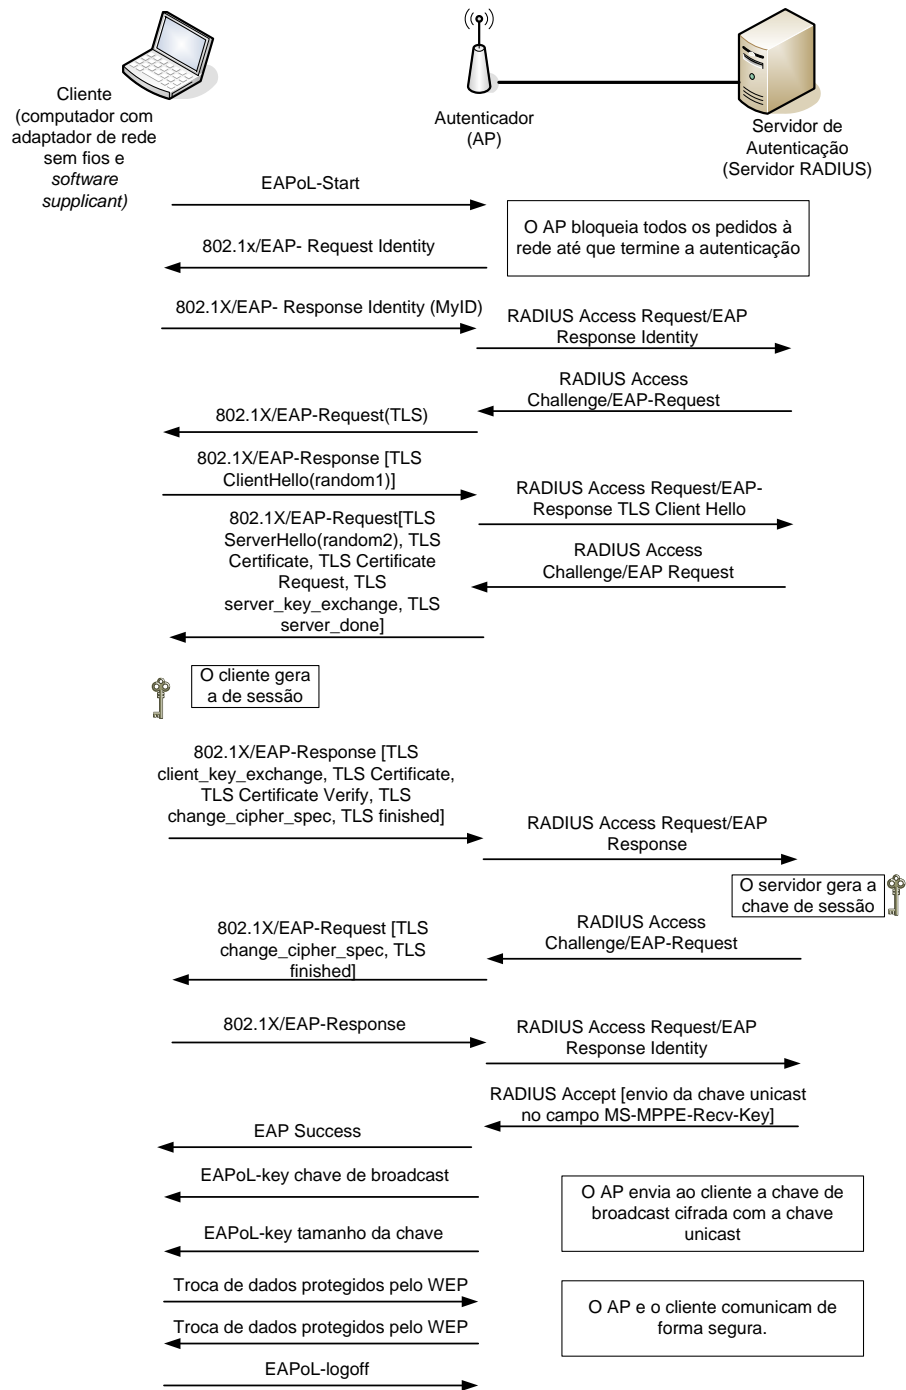 Cliente
(computador com
adaptador de rede
sem fios e
software
supplicant)
Autenticador
(AP)
Servidor de
Autenticação
(Servidor RADIUS)
EAPoL-Start
O AP bloqueia todos os pedidos à
rede até que termine a autenticação
802.1x/EAP- Request Identity
802.1X/EAP- Response Identity (MyID)
RADIUS Access Request/EAP
Response Identity
RADIUS Access
Challenge/EAP-Request
802.1X/EAP-Request(TLS)
802.1X/EAP-Response [TLS
ClientHello(random1)]
RADIUS Access Request/EAP-
Response TLS Client Hello
802.1X/EAP-Request[TLS
ServerHello(random2), TLS
Certificate, TLS Certificate
Request, TLS
server_key_exchange, TLS
server_done]
RADIUS Access
Challenge/EAP Request
O cliente gera
a de sessão
802.1X/EAP-Response [TLS
client_key_exchange, TLS Certificate,
TLS Certificate Verify, TLS
change_cipher_spec, TLS finished]
RADIUS Access Request/EAP
Response
O servidor gera a
chave de sessão
RADIUS Access
Challenge/EAP-Request
802.1X/EAP-Request [TLS
change_cipher_spec, TLS
finished]
802.1X/EAP-Response
RADIUS Access Request/EAP
Response Identity
RADIUS Accept [envio da chave unicast
no campo MS-MPPE-Recv-Key]
EAP Success
EAPoL-key chave de broadcast
O AP envia ao cliente a chave de
broadcast cifrada com a chave
unicast
EAPoL-key tamanho da chave
Troca de dados protegidos pelo WEP
O AP e o cliente comunicam de
forma segura.
Troca de dados protegidos pelo WEP
EAPoL-logoff